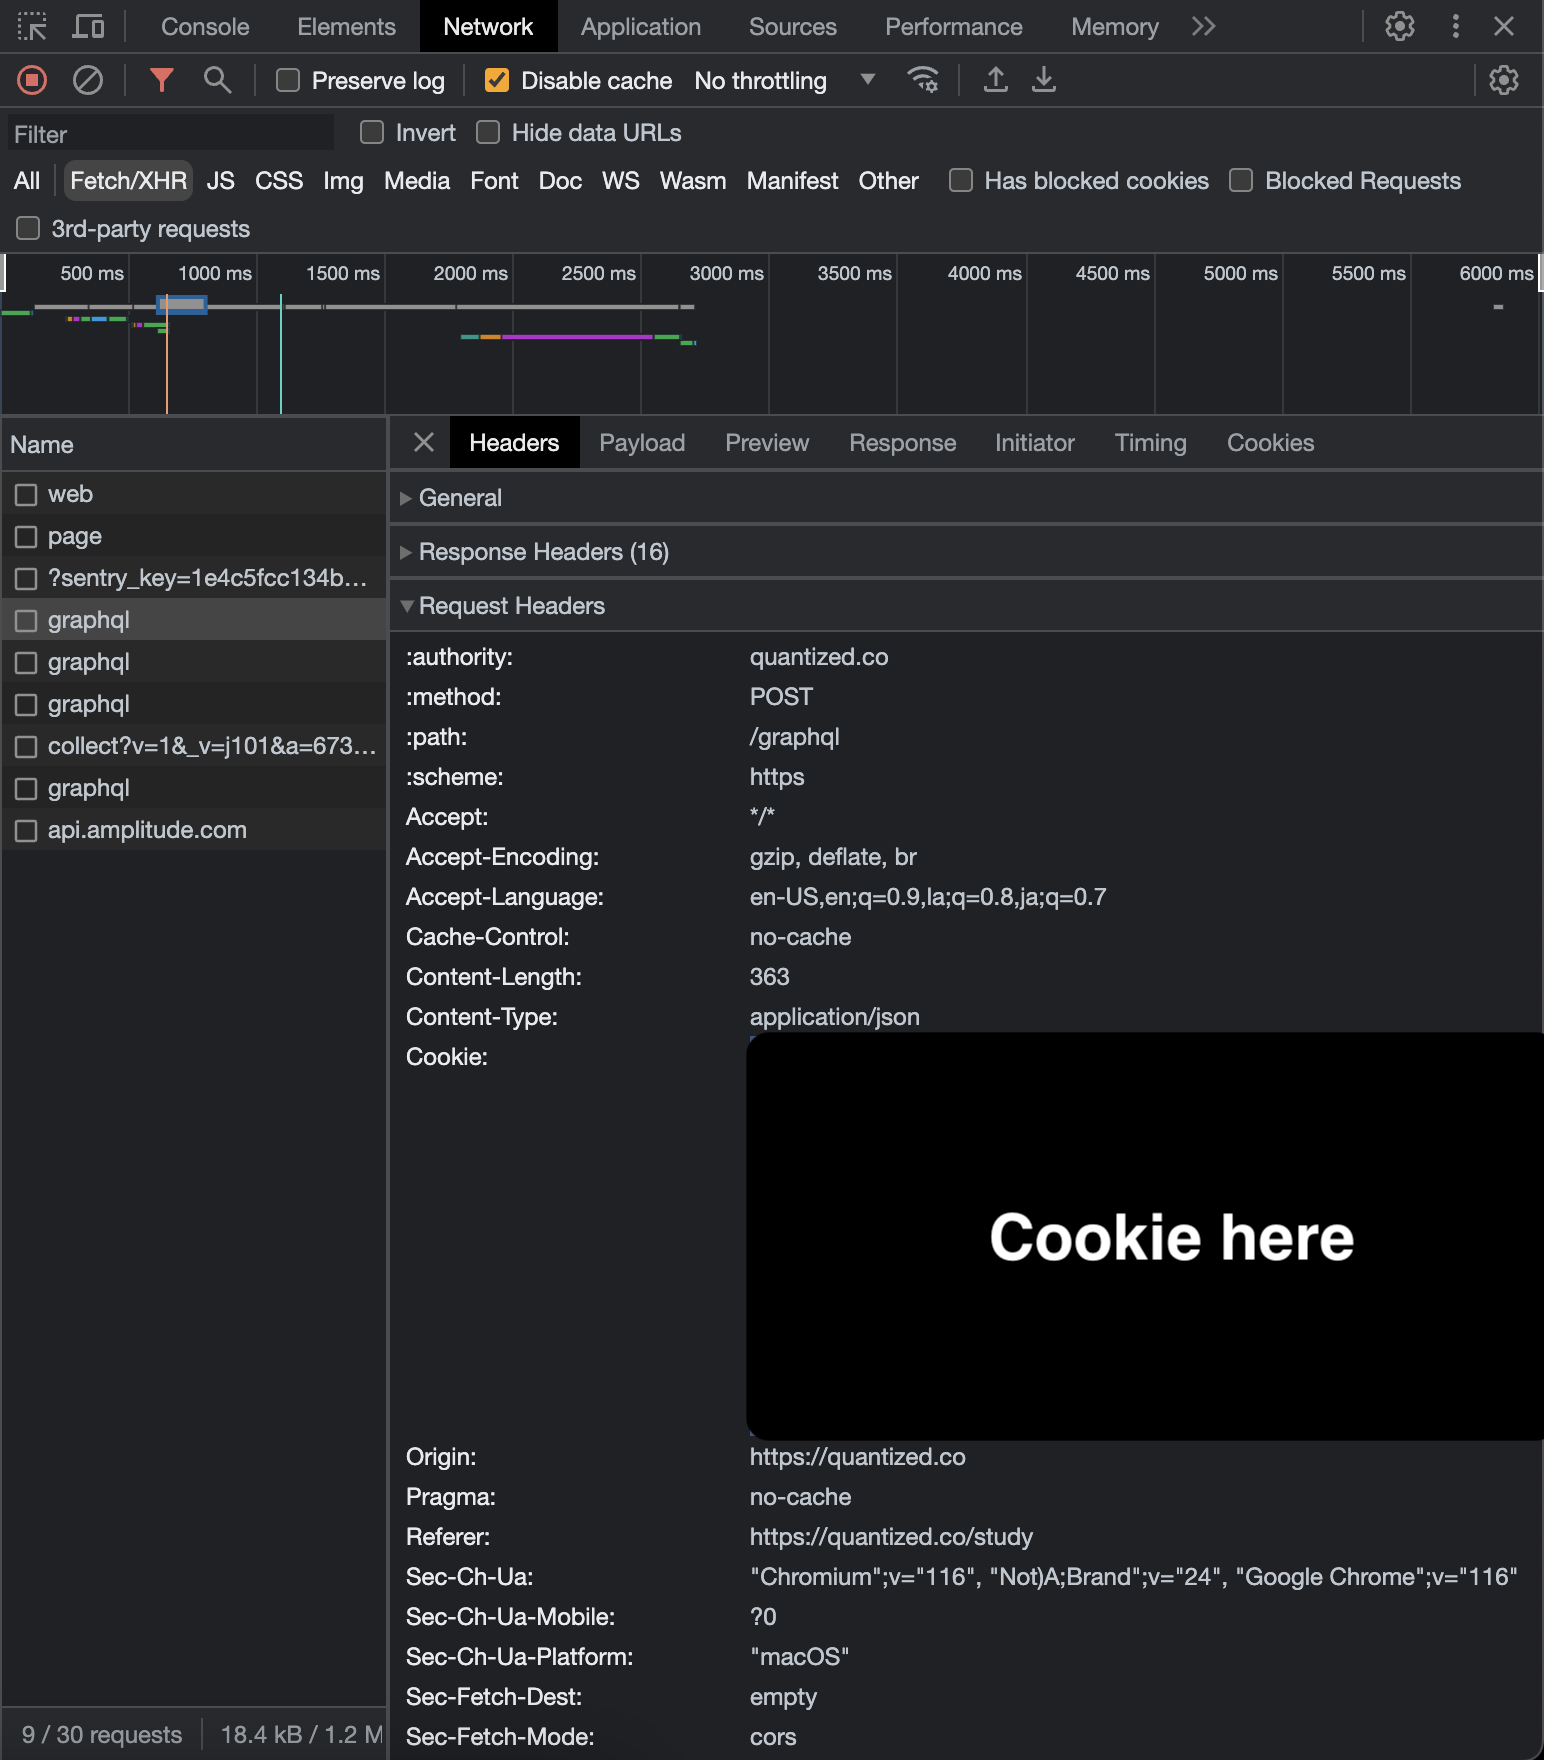 Console Elements Network Application Sources Performance Memory
Preserve log Disable cache No throttling
Filter Invert Hide data URLs
All Fetch/XHR JS CSS Img Media Font Doc WS Wasm Manifest Other Has blocked cookies Blocked Requests
3rd-party requests
500 ms 1000 ms 1500 ms 2000 ms 2500 ms 3000 ms 3500 ms 4000 ms 4500 ms 5000 ms 5500 ms 6000 ms
Name
web
page
?sentry_key=1e4c5fcc134b...
graphql
graphql
graphql
collect?v=1&_v=j101&a=673...
graphql
api.amplitude.com
9 / 30 requests 18.4 kB / 1.2 M
Headers Payload Preview Response Initiator Timing Cookies
General
Response Headers (16)
Request Headers
:authority: quantized.co
:method: POST
:path: /graphql
:scheme: https
Accept: */*
Accept-Encoding: gzip, deflate, br
Accept-Language: en-US,en;q=0.9,la;q=0.8,ja;q=0.7
Cache-Control: no-cache
Content-Length: 363
Content-Type: application/json
Cookie:
Cookie here
Origin: https://quantized.co
Pragma: no-cache
Referer: https://quantized.co/study
Sec-Ch-Ua: "Chromium";v="116", "Not)A;Brand";v="24", "Google Chrome";v="116"
Sec-Ch-Ua-Mobile: ?0
Sec-Ch-Ua-Platform: "macOS"
Sec-Fetch-Dest: empty
Sec-Fetch-Mode: cors